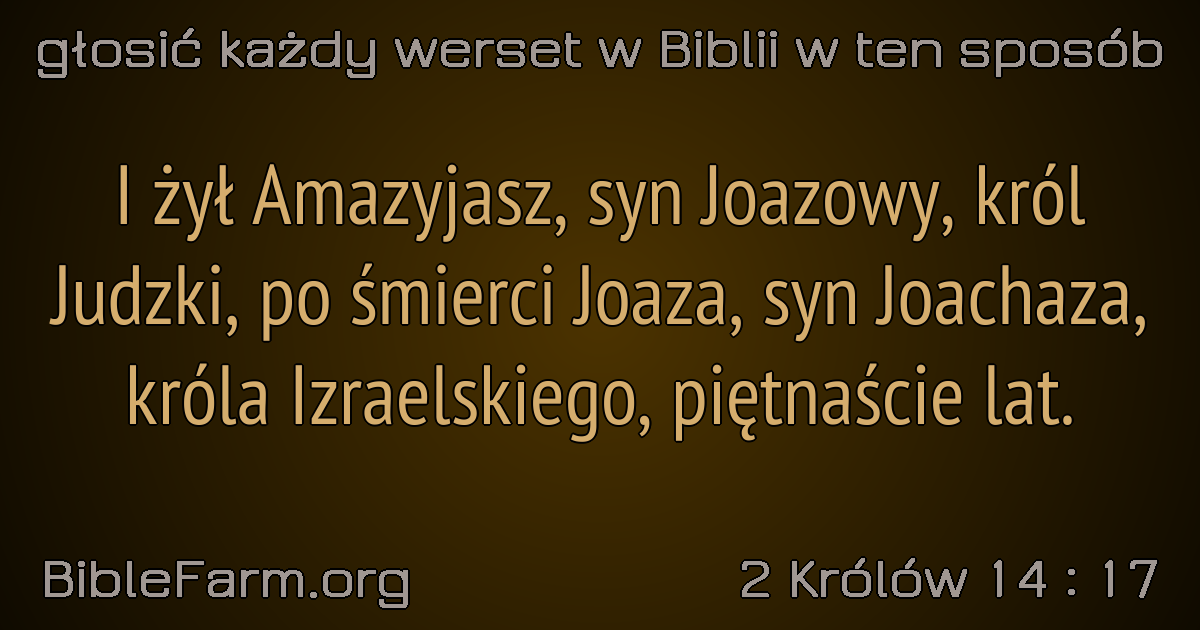 głosić każdy werset w Biblii w ten sposób
I żył Amazyjasz, syn Joazowy, król
Judzki, po śmierci Joaza, syn Joachaza,
króla Izraelskiego, piętnaście lat.
BibleFarm.org
2 Królów 14 : 17